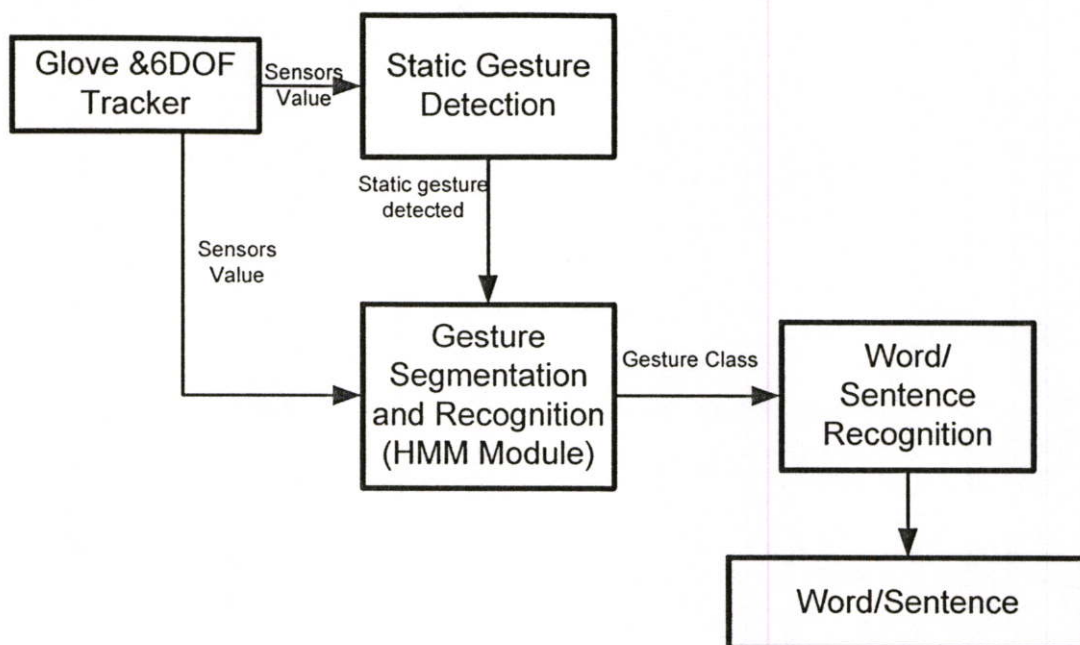 Glove &6DOF
Tracker
Sensors
Value
Static Gesture
Detection
Static gesture
detected
Sensors
Value
Gesture
Segmentation
and Recognition
(HMM Module)
Gesture Class
Word/
Sentence
Recognition
Word/Sentence